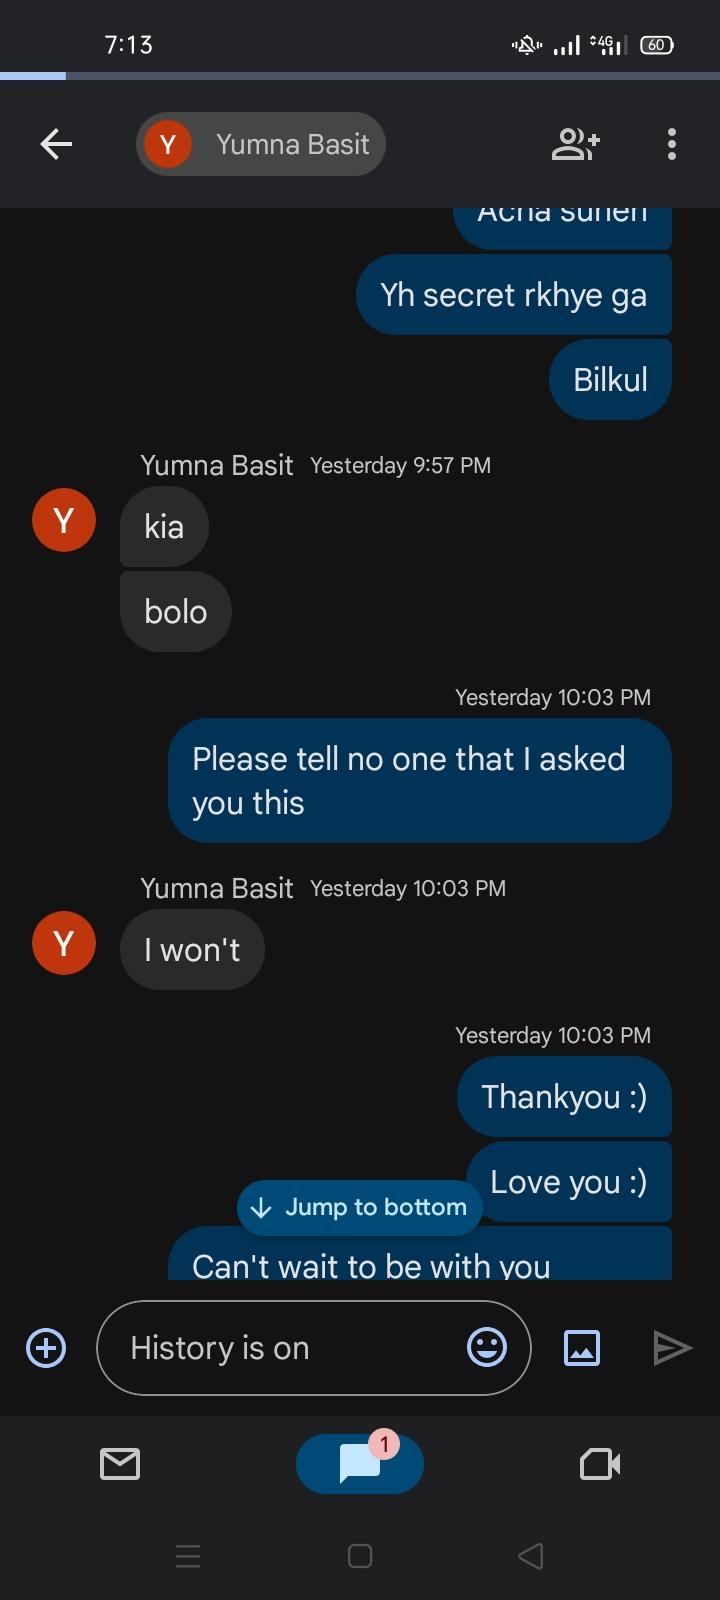 7:13
4G
60
Y
Yumna Basit
Acha sunen
Yh secret rkhye ga
Bilkul
Yumna Basit Yesterday 9:57 PM
Y
kia
bolo
Yesterday 10:03 PM
Please tell no one that I asked
you this
Yumna Basit Yesterday 10:03 PM
Y
I won't
Yesterday 10:03 PM
Thankyou :)
Love you :)
Jump to bottom
Can't wait to be with you
History is on
1